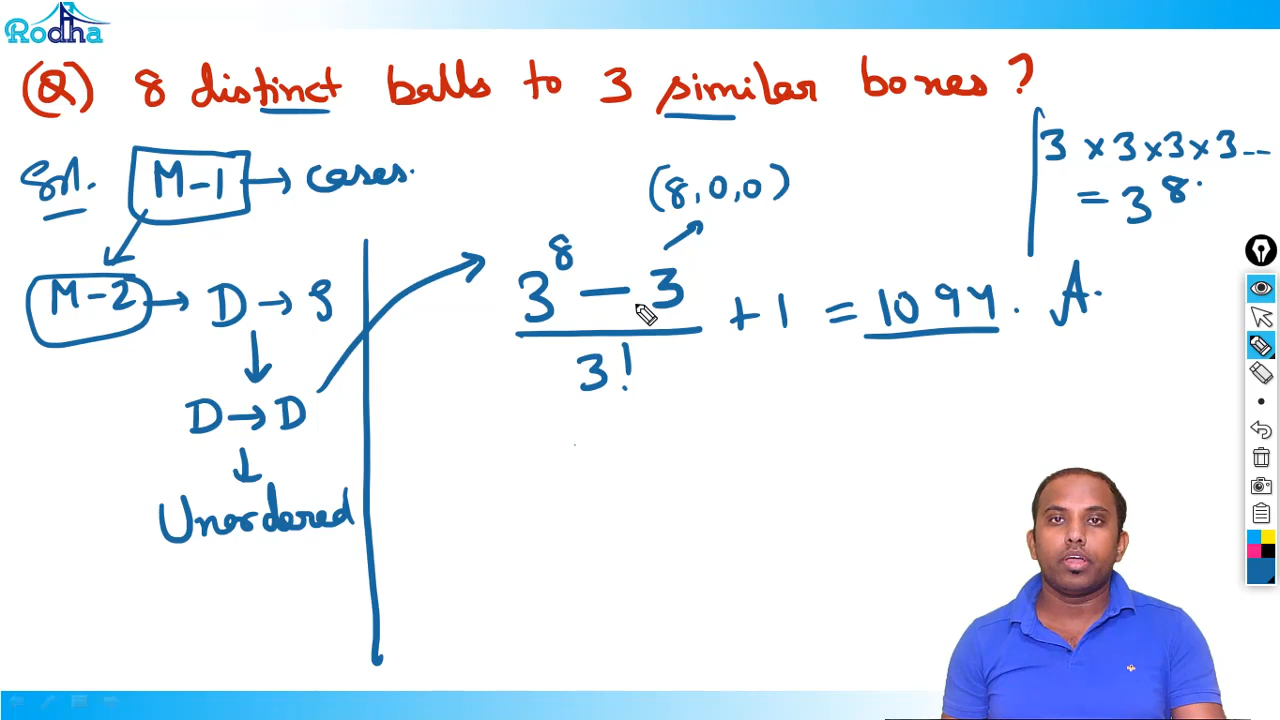 Rodha
(Q) 8 distinct balls to 3 similar boxes ?
Sol. M-1 → cases.
M-2 → D → S
D → D
Unordered
(8,0,0)
3^8 - 3
3!
+ 1 = 1094. A.
3 × 3 × 3 × 3 --
= 3^8.